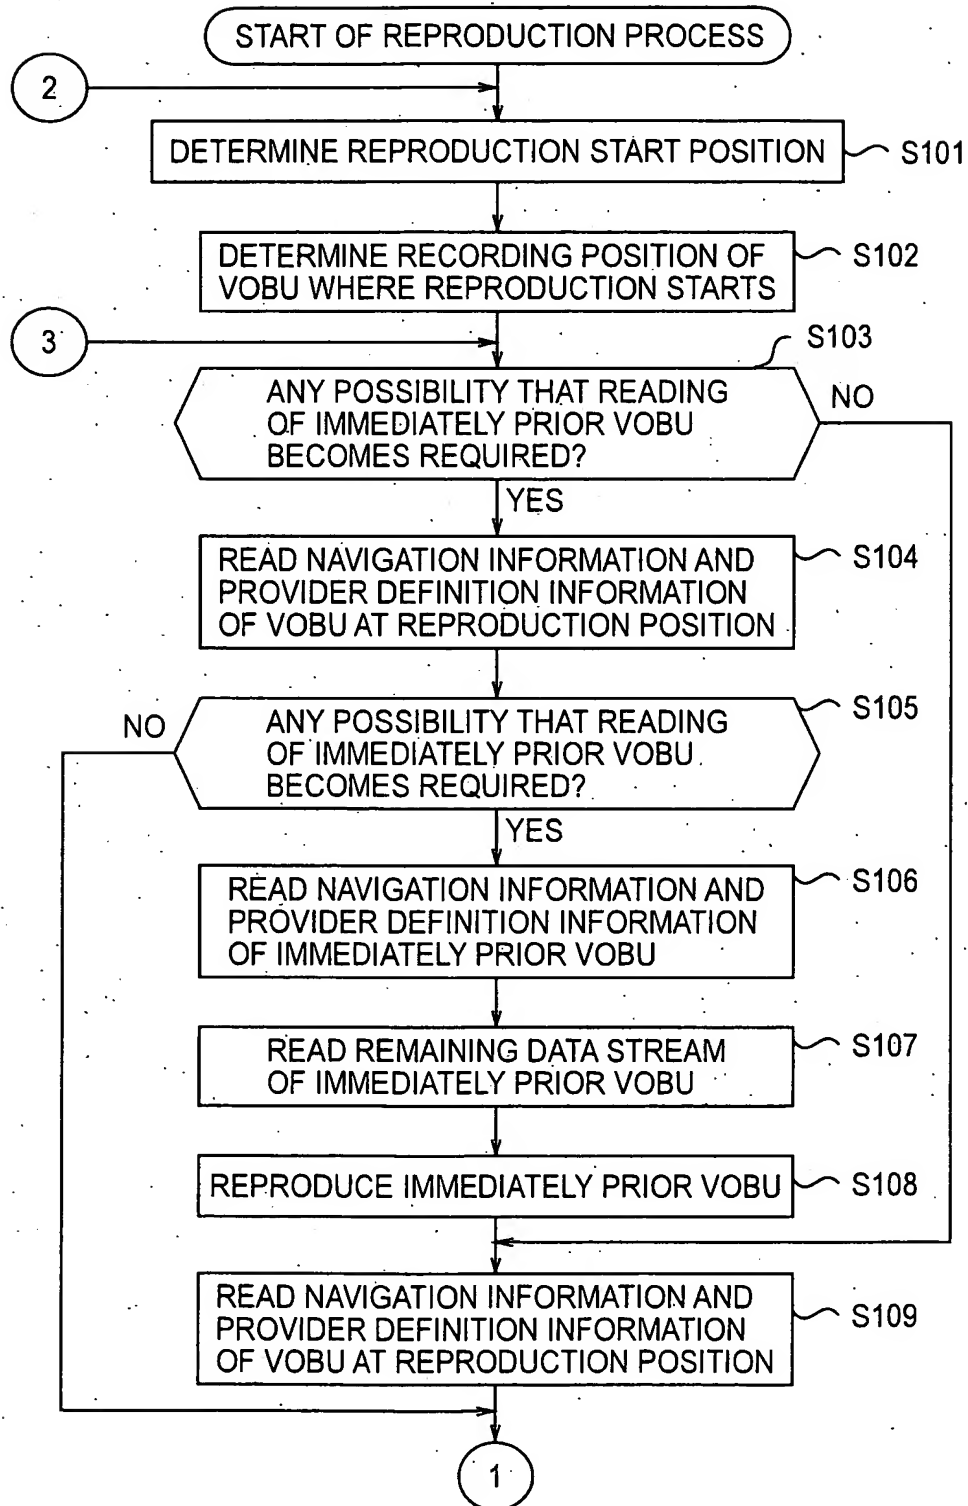 START OF REPRODUCTION PROCESS
2
DETERMINE REPRODUCTION START POSITION
S101
DETERMINE RECORDING POSITION OF
VOBU WHERE REPRODUCTION STARTS
S102
3
S103
ANY POSSIBILITY THAT READING
OF IMMEDIATELY PRIOR VOBU
BECOMES REQUIRED?
NO
YES
READ NAVIGATION INFORMATION AND
PROVIDER DEFINITION INFORMATION
OF VOBU AT REPRODUCTION POSITION
S104
NO
ANY POSSIBILITY THAT READING
OF IMMEDIATELY PRIOR VOBU
BECOMES REQUIRED?
S105
YES
READ NAVIGATION INFORMATION AND
PROVIDER DEFINITION INFORMATION
OF IMMEDIATELY PRIOR VOBU
S106
READ REMAINING DATA STREAM
OF IMMEDIATELY PRIOR VOBU
S107
REPRODUCE IMMEDIATELY PRIOR VOBU
S108
READ NAVIGATION INFORMATION AND
PROVIDER DEFINITION INFORMATION
OF VOBU AT REPRODUCTION POSITION
S109
1